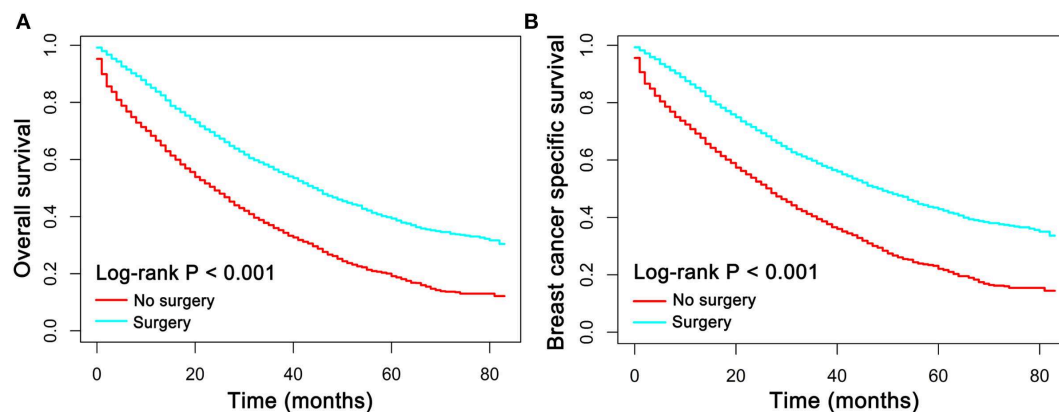 A
Overall survival
1.0
0.8
0.6
0.4
0.2
0.0
Log-rank P < 0.001
No surgery
Surgery
0 20 40 60 80
Time (months)
B
Breast cancer specific survival
1.0
0.8
0.6
0.4
0.2
0.0
Log-rank P < 0.001
No surgery
Surgery
0 20 40 60 80
Time (months)